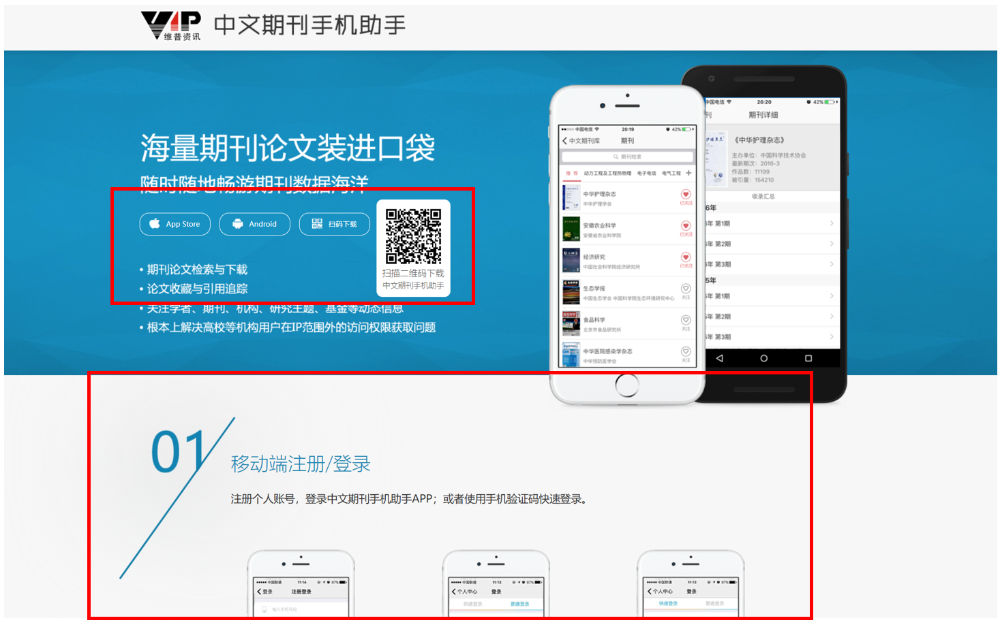 VIP 中文期刊手机助手
维普资讯
海量期刊论文装进口袋
随时随地畅游期刊数据海洋
App Store
Android
扫码下载
扫描二维码下载
中文期刊手机助手
• 期刊论文检索与下载
• 论文收藏与引用追踪
• 关注学者、期刊、机构、研究主题、基金等动态信息
• 根本上解决高校等机构用户在IP范围外的访问权限获取问题
中国电信 20:19 42%
中文期刊库 期刊
期刊检索
推荐 动力工程及工程热物理 电子电信 电气工程 +
中华护理杂志
中华护理学会
已关注
安徽农业科学
安徽省农业科学院
已关注
经济研究
中国社会科学院经济研究所
已关注
生态学报
中国生态学会 中国科学院生态环境研究中心
关注
食品科学
北京市食品研究所
关注
中华医院感染学杂志
中华预防医学会
关注
中国电信 20:20 42%
刊 期刊详细
《中华护理杂志》
主办单位：中国科学技术协会
最新期次：2016-3
作品数：11199
被引量：154210
收录汇总
6年
年 第1期
年 第2期
年 第3期
5年
年 第1期
年 第2期
年 第3期
01
移动端注册/登录
注册个人账号，登录中文期刊手机助手APP；或者使用手机验证码快速登录。
中国联通 11:14 87%
登录 注册登录
输入手机号码
中国联通 11:13 87%
个人中心 登录
快速登录 普通登录
中国联通 11:13 87%
个人中心 登录
快速登录 普通登录